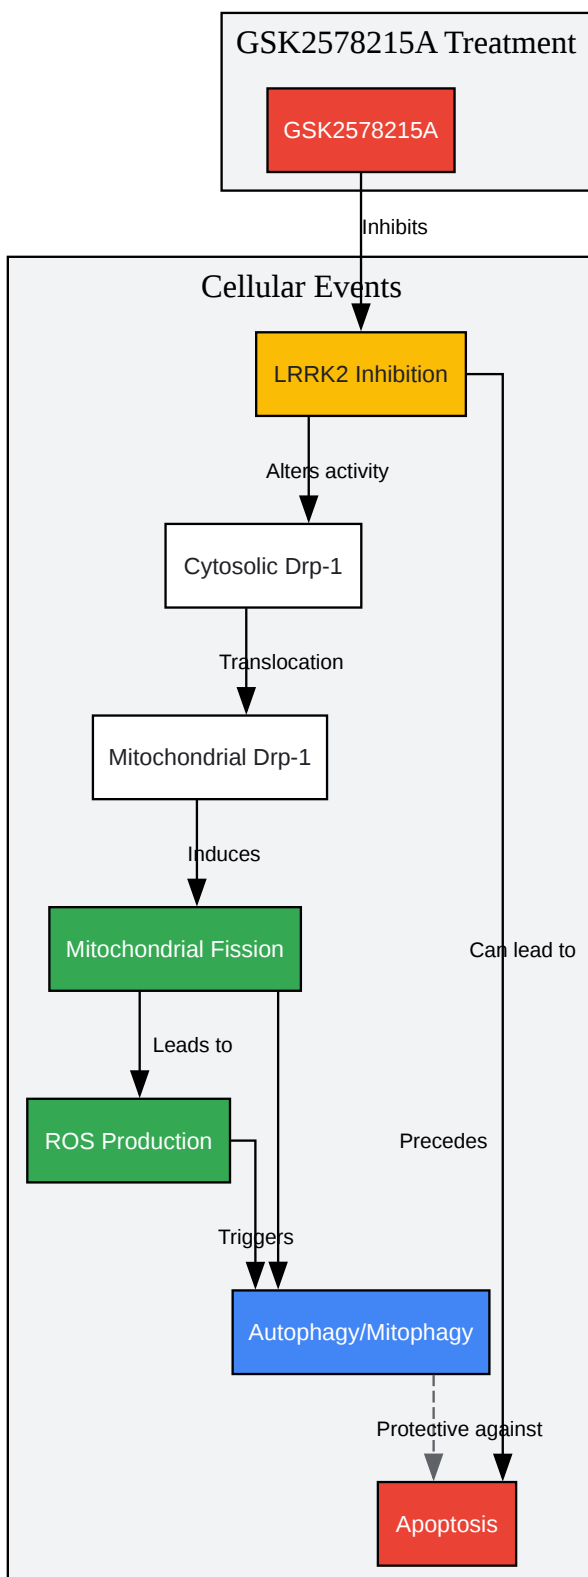 GSK2578215A Treatment
GSK2578215A
Inhibits
Cellular Events
LRRK2 Inhibition
Alters activity
Cytosolic Drp-1
Translocation
Mitochondrial Drp-1
Induces
Mitochondrial Fission
Can lead to
Leads to
ROS Production
Precedes
Triggers
Autophagy/Mitophagy
Protective against
Apoptosis